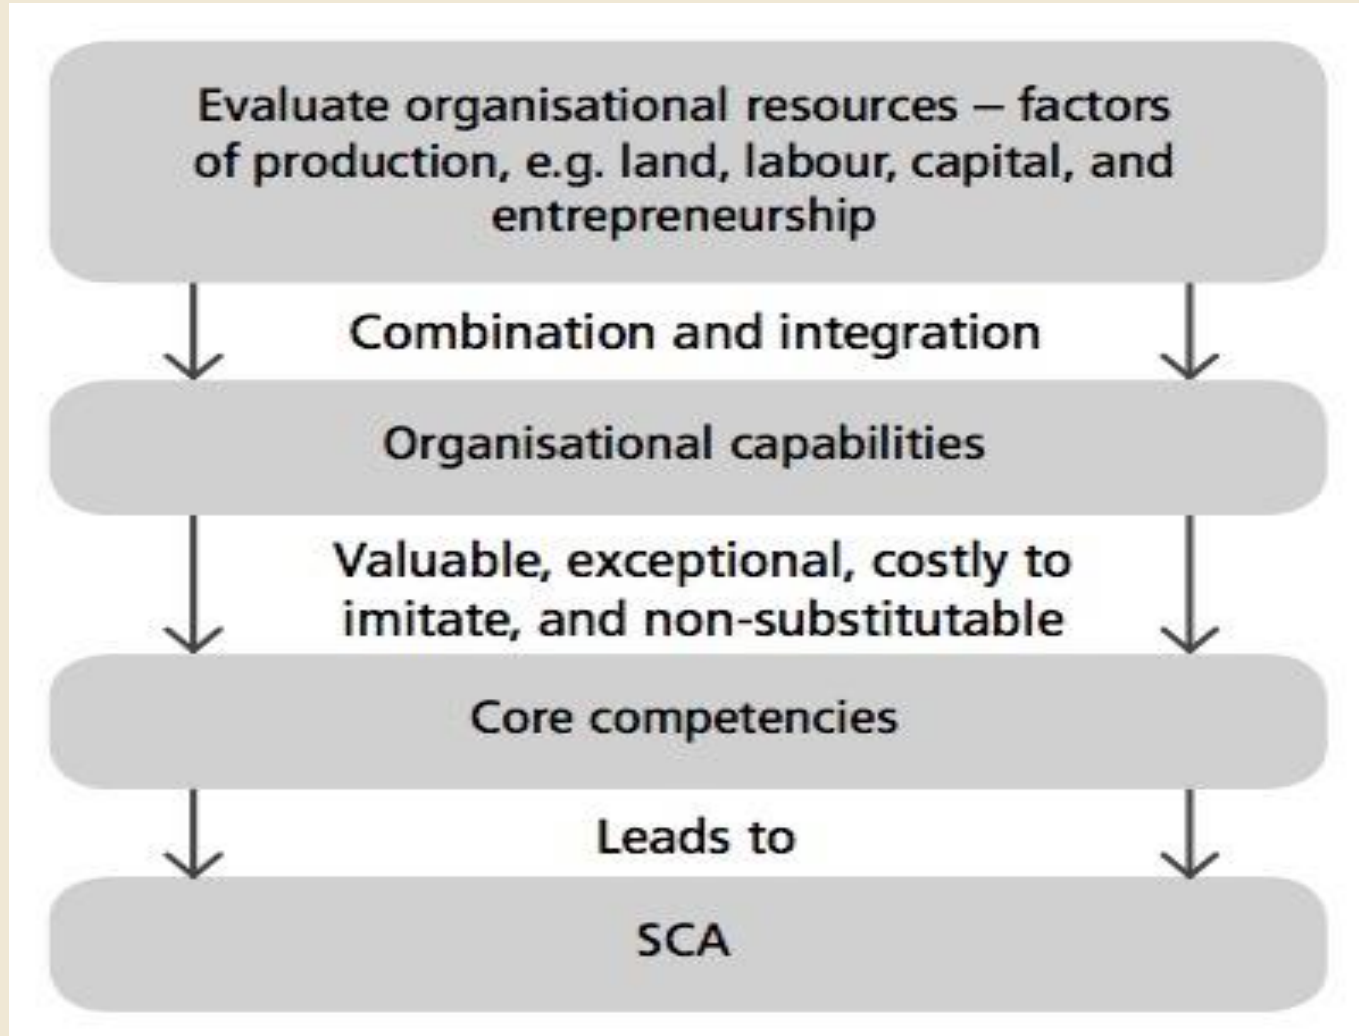 Evaluate organisational resources – factors
of production, e.g. land, labour, capital, and
entrepreneurship
Combination and integration
Organisational capabilities
Valuable, exceptional, costly to
imitate, and non-substitutable
Core competencies
Leads to
SCA